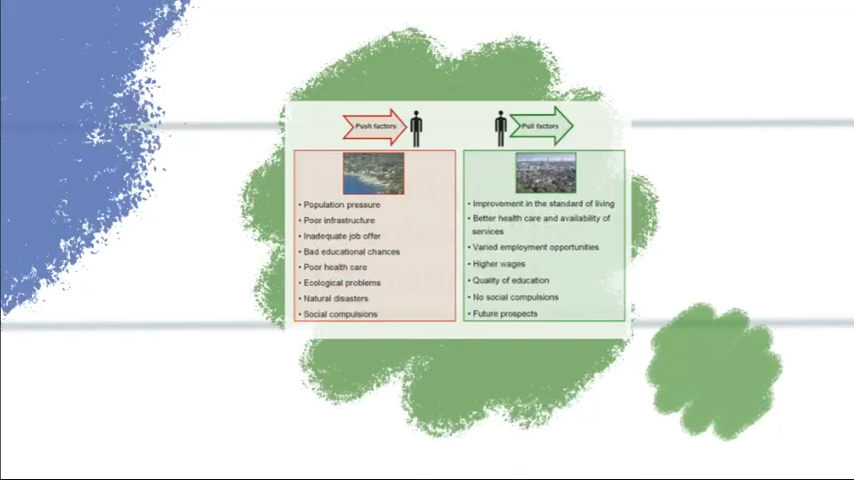 Push factors
Pull factors
• Population pressure
• Poor infrastructure
• Inadequate job offer
• Bad educational chances
• Poor health care
• Ecological problems
• Natural disasters
• Social compulsions
• Improvement in the standard of living
• Better health care and availability of
services
• Varied employment opportunities
• Higher wages
• Quality of education
• No social compulsions
• Future prospects